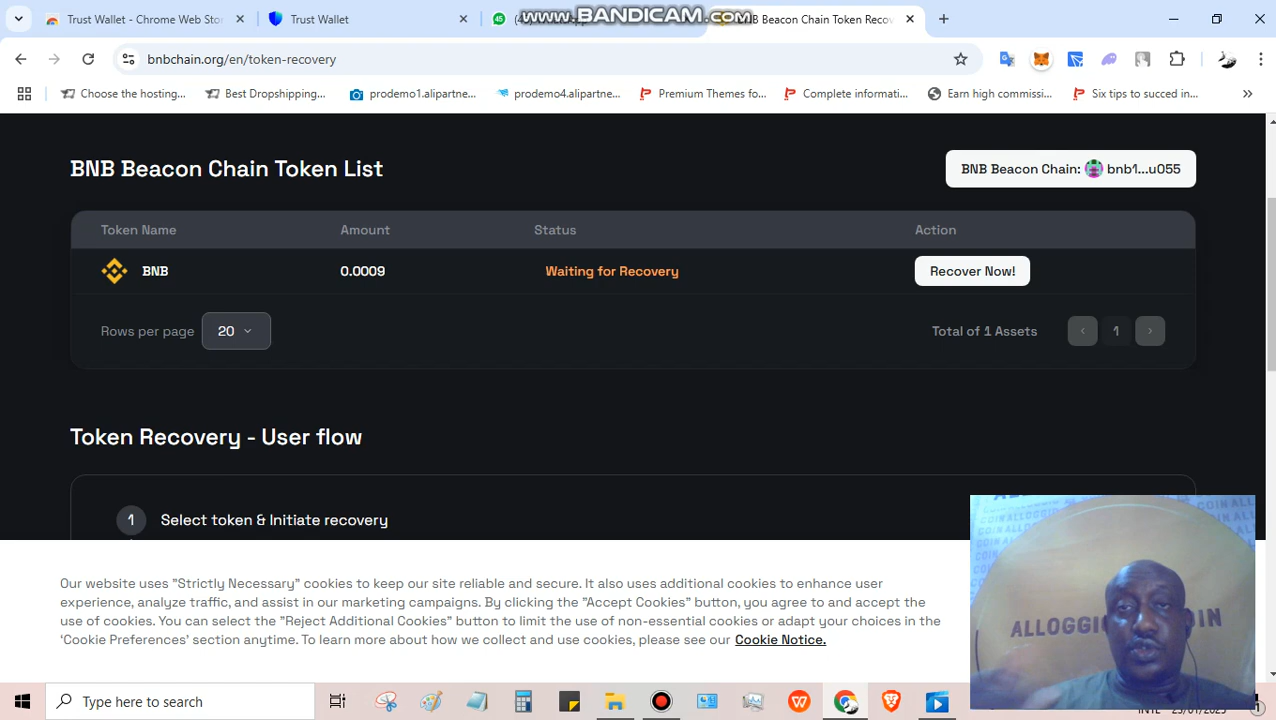 Trust Wallet - Chrome Web Sto
Trust Wallet
WWW.BANDICAM.COM
BNB Beacon Chain Token Recov
bnbchain.org/en/token-recovery
Choose the hosting...
Best Dropshipping...
prodemo1.alipartne...
prodemo4.alipartne...
Premium Themes fo...
Complete informati...
Earn high commissi...
Six tips to succed in...
BNB Beacon Chain Token List
BNB Beacon Chain: bnb1...u055
Token Name Amount Status Action
BNB 0.0009 Waiting for Recovery Recover Now!
Rows per page 20 Total of 1 Assets 1
Token Recovery - User flow
1 Select token & Initiate recovery
Our website uses "Strictly Necessary" cookies to keep our site reliable and secure. It also uses additional cookies to enhance user
experience, analyze traffic, and assist in our marketing campaigns. By clicking the "Accept Cookies" button, you agree to and accept the
use of cookies. You can select the "Reject Additional Cookies" button to limit the use of non-essential cookies or adapt your choices in the
'Cookie Preferences' section anytime. To learn more about how we collect and use cookies, please see our Cookie Notice.
Type here to search